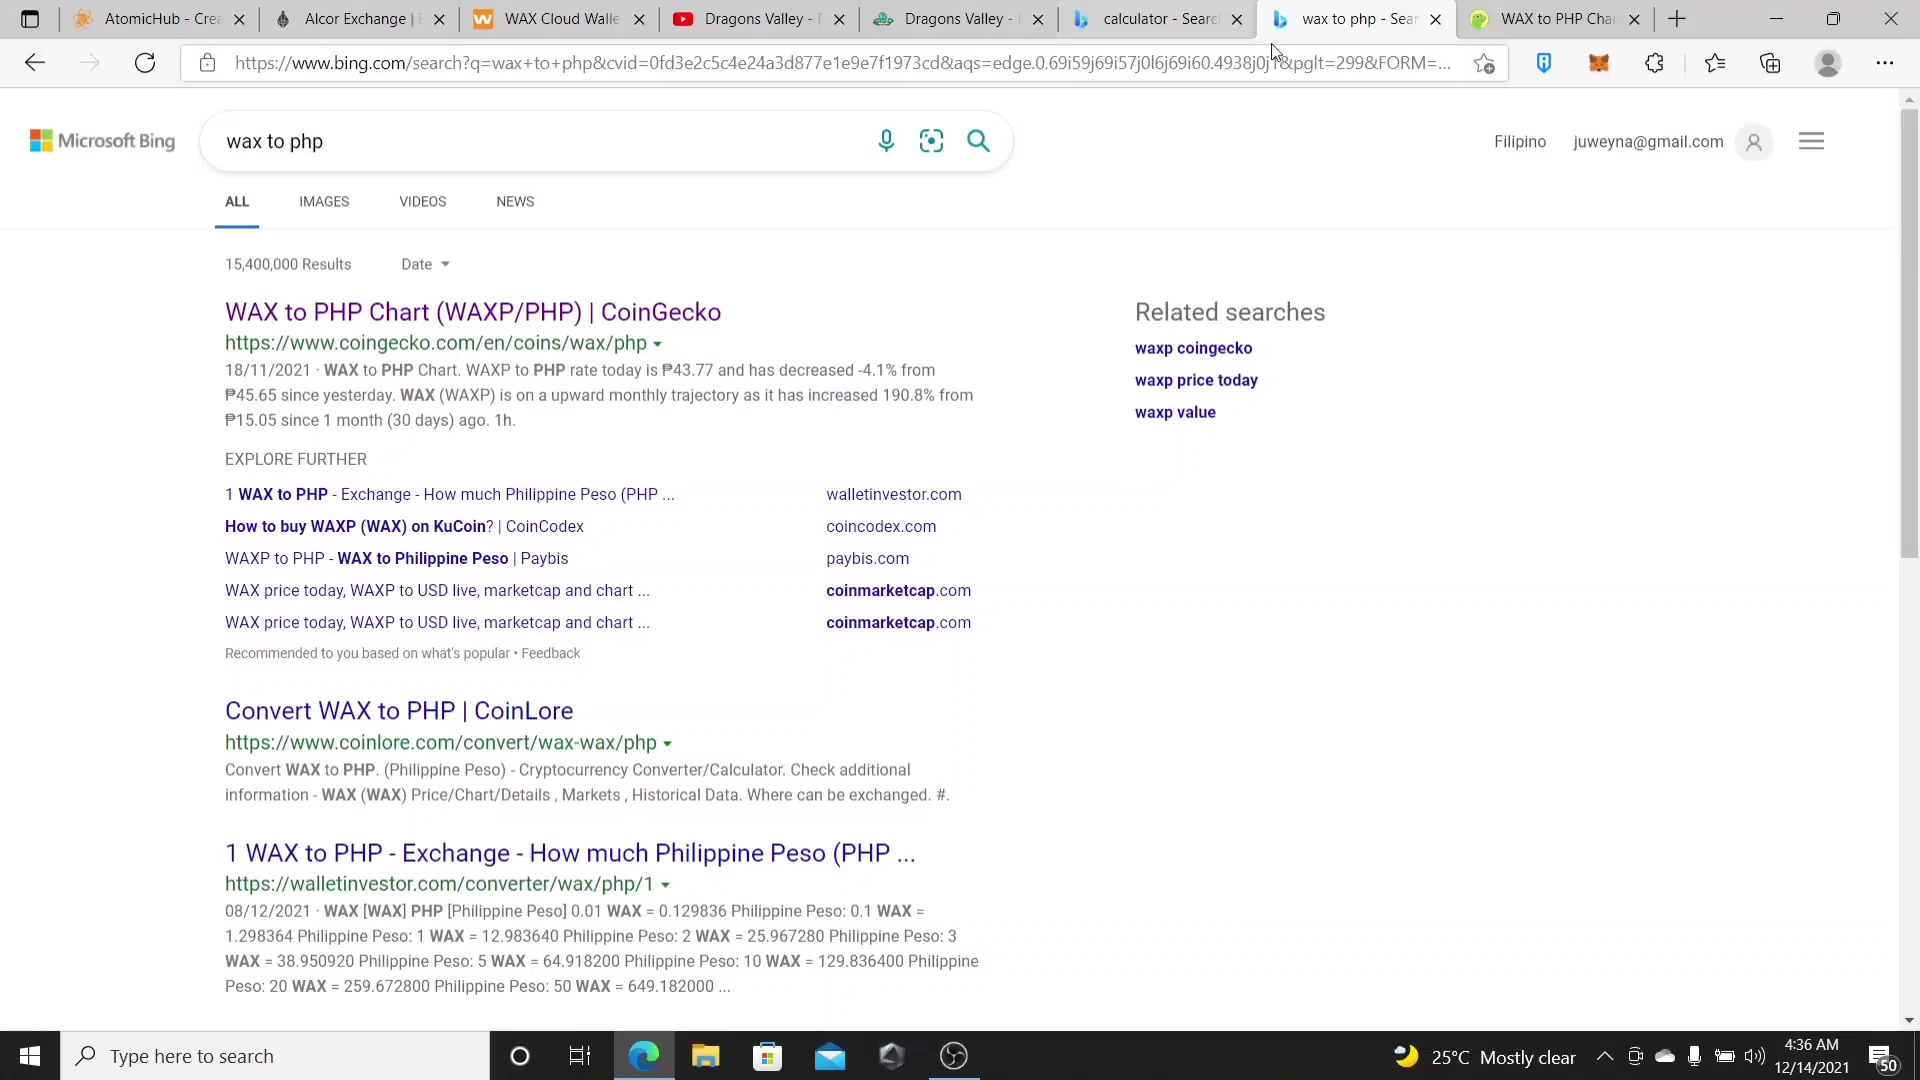 AtomicHub - Crea
Alcor Exchange | E
WAX Cloud Walle
Dragons Valley - P
Dragons Valley -
calculator - Search
wax to php - Sear
WAX to PHP Cha
https://www.bing.com/search?q=wax+to+php&cvid=0fd3e2c5c4e24a3d877e1e9e7f1973cd&aqs=edge.0.69i59j69i57j0l6j69i60.4938j0j1&pglt=299&FORM=...
Microsoft Bing
wax to php
Filipino
juweyna@gmail.com
ALL
IMAGES
VIDEOS
NEWS
15,400,000 Results
Date
WAX to PHP Chart (WAXP/PHP) | CoinGecko
https://www.coingecko.com/en/coins/wax/php
18/11/2021 · WAX to PHP Chart. WAXP to PHP rate today is ₱43.77 and has decreased -4.1% from
₱45.65 since yesterday. WAX (WAXP) is on a upward monthly trajectory as it has increased 190.8% from
₱15.05 since 1 month (30 days) ago. 1h.
EXPLORE FURTHER
1 WAX to PHP - Exchange - How much Philippine Peso (PHP ...
walletinvestor.com
How to buy WAXP (WAX) on KuCoin? | CoinCodex
coincodex.com
WAXP to PHP - WAX to Philippine Peso | Paybis
paybis.com
WAX price today, WAXP to USD live, marketcap and chart ...
coinmarketcap.com
WAX price today, WAXP to USD live, marketcap and chart ...
coinmarketcap.com
Recommended to you based on what's popular • Feedback
Convert WAX to PHP | CoinLore
https://www.coinlore.com/convert/wax-wax/php
Convert WAX to PHP. (Philippine Peso) - Cryptocurrency Converter/Calculator. Check additional
information - WAX (WAX) Price/Chart/Details , Markets , Historical Data. Where can be exchanged. #.
1 WAX to PHP - Exchange - How much Philippine Peso (PHP ...
https://walletinvestor.com/converter/wax/php/1
08/12/2021 · WAX [WAX] PHP [Philippine Peso] 0.01 WAX = 0.129836 Philippine Peso: 0.1 WAX =
1.298364 Philippine Peso: 1 WAX = 12.983640 Philippine Peso: 2 WAX = 25.967280 Philippine Peso: 3
WAX = 38.950920 Philippine Peso: 5 WAX = 64.918200 Philippine Peso: 10 WAX = 129.836400 Philippine
Peso: 20 WAX = 259.672800 Philippine Peso: 50 WAX = 649.182000 ...
Related searches
waxp coingecko
waxp price today
waxp value
Type here to search
25°C Mostly clear
4:36 AM
12/14/2021
50